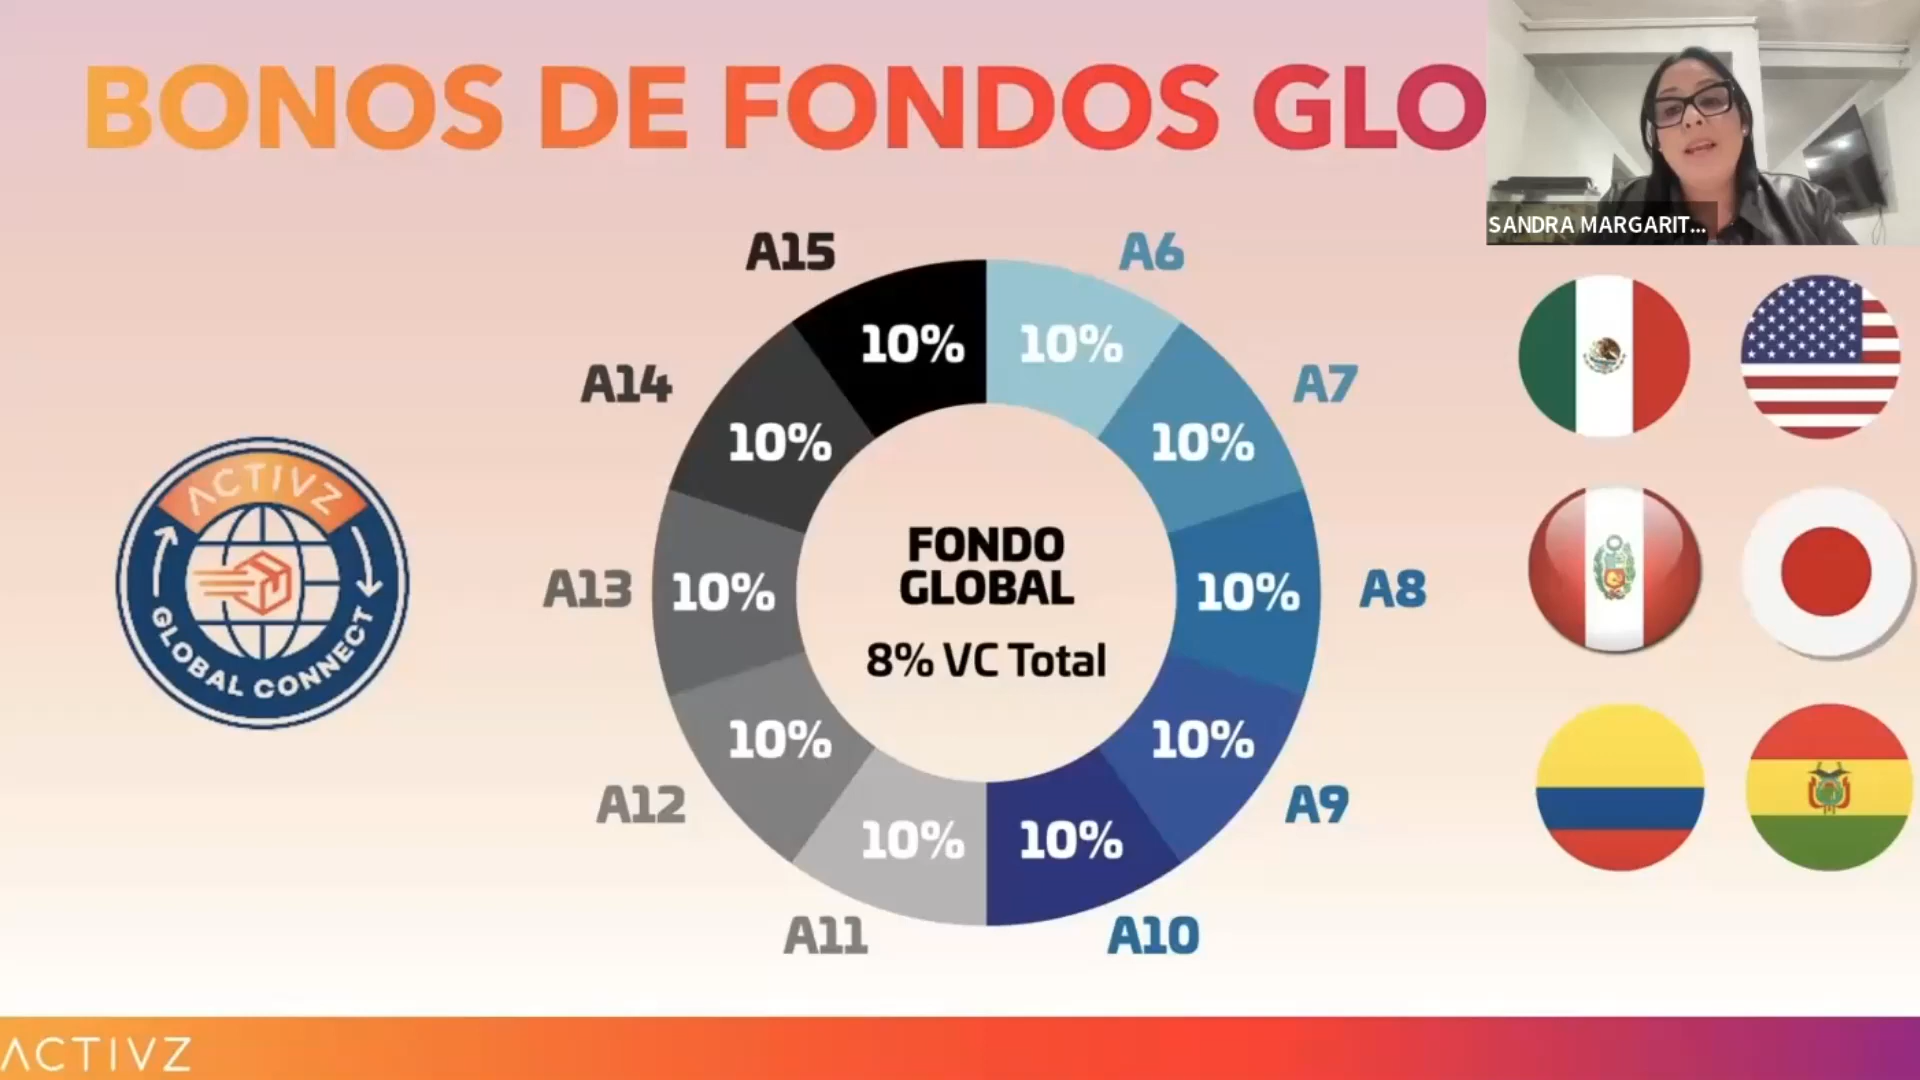 BONOS DE FONDOS GLO
SANDRA MARGARIT...
A15
A6
10%
10%
A14
A7
10%
10%
ACTIVZ
GLOBAL CONNECT
A13
10%
FONDO
GLOBAL
8% VC Total
10%
A8
10%
10%
A12
A9
10%
10%
A11
A10
ACTIVZ